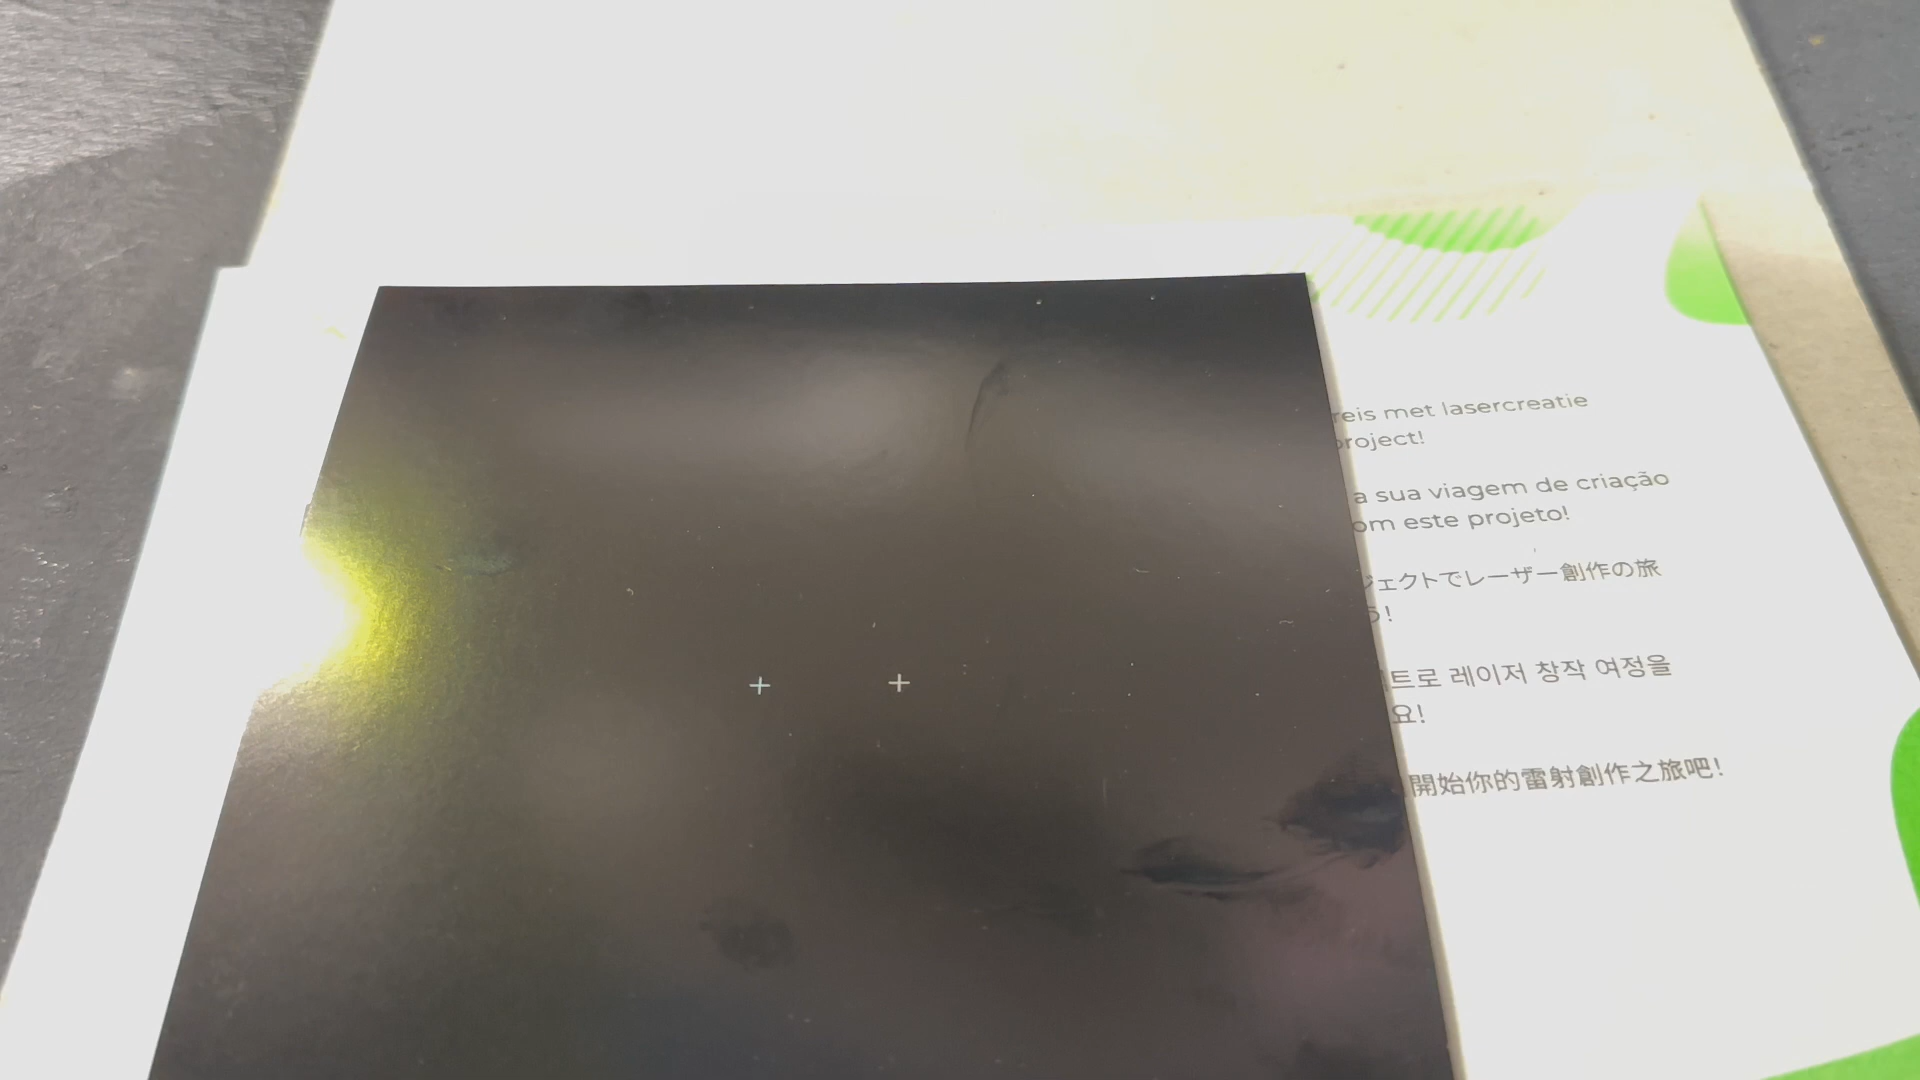 reis met lasercreatie
project!
a sua viagem de criação
om este projeto!
ジェクトでレーザー創作の旅
う!
트로 레이저 창작 여정을
요!
開始你的雷射創作之旅吧!